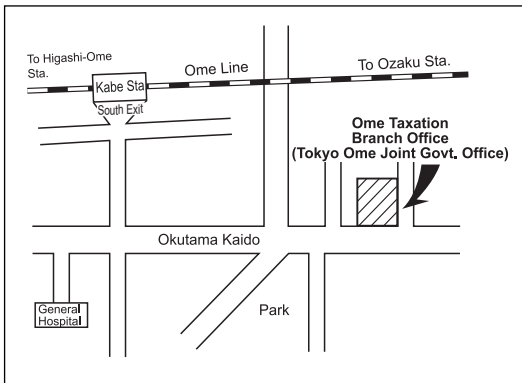 To Higashi-Ome
Sta.
Kabe Sta
South Exit
Ome Line
To Ozaku Sta.
Ome Taxation
Branch Office
(Tokyo Ome Joint Govt. Office)
Okutama Kaido
General
Hospital
Park